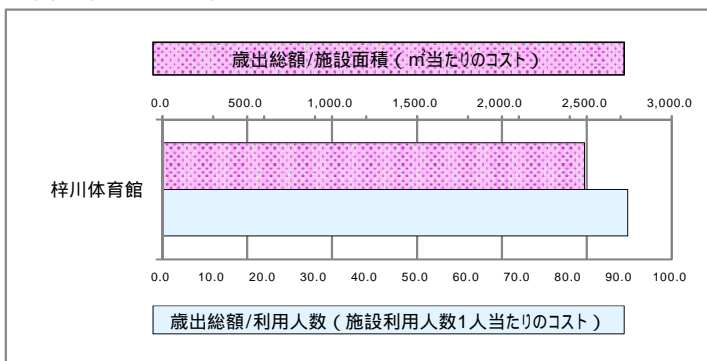 歳出総額/施設面積(㎡当たりのコスト)
0.0 500.0 1,000.0 1,500.0 2,000.0 2,500.0 3,000.0
梓川体育館
0.0 10.0 20.0 30.0 40.0 50.0 60.0 70.0 80.0 90.0 100.0
歳出総額/利用人数(施設利用人数1人当たりのコスト)